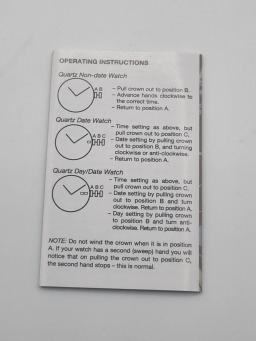 OPERATING INSTRUCTIONS
Quartz Non-date Watch
A B
– Pull crown out to position B.
– Advance hands clockwise to
the correct time.
– Return to position A.
Quartz Date Watch
A B C
– Time setting as above, but
pull crown out to position C,
– Date setting by pulling crown
out to position B, and turning
clockwise or anti-clockwise.
– Return to position A.
Quartz Day/Date Watch
A B C
– Time setting as above, but
pull crown out to position C,
– Date setting by pulling crown
out to position B and turn
clockwise. Return to position A.
– Day setting by pulling crown
to position B and turn anti-
clockwise. Return to position A.
NOTE: Do not wind the crown when it is in position
A. If your watch has a second (sweep) hand you will
notice that on pulling the crown out to position C,
the second hand stops – this is normal.